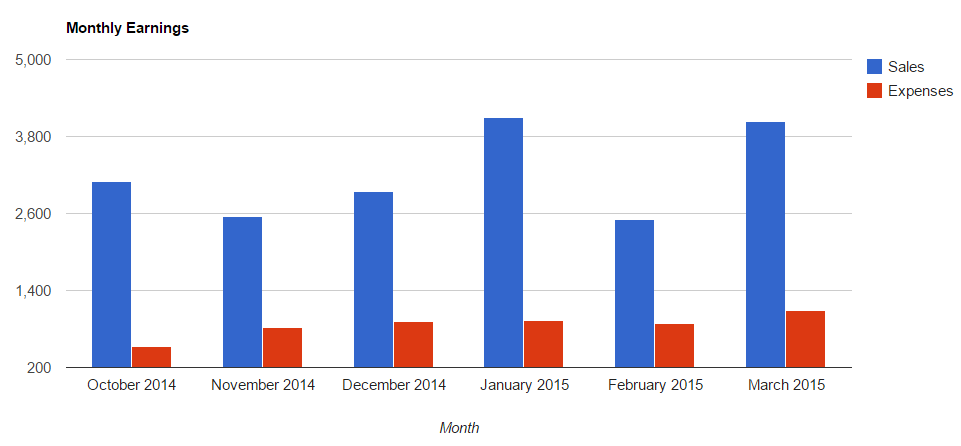 Monthly Earnings
5,000
3,800
2,600
1,400
200
Sales
Expenses
October 2014 November 2014 December 2014 January 2015 February 2015 March 2015
Month